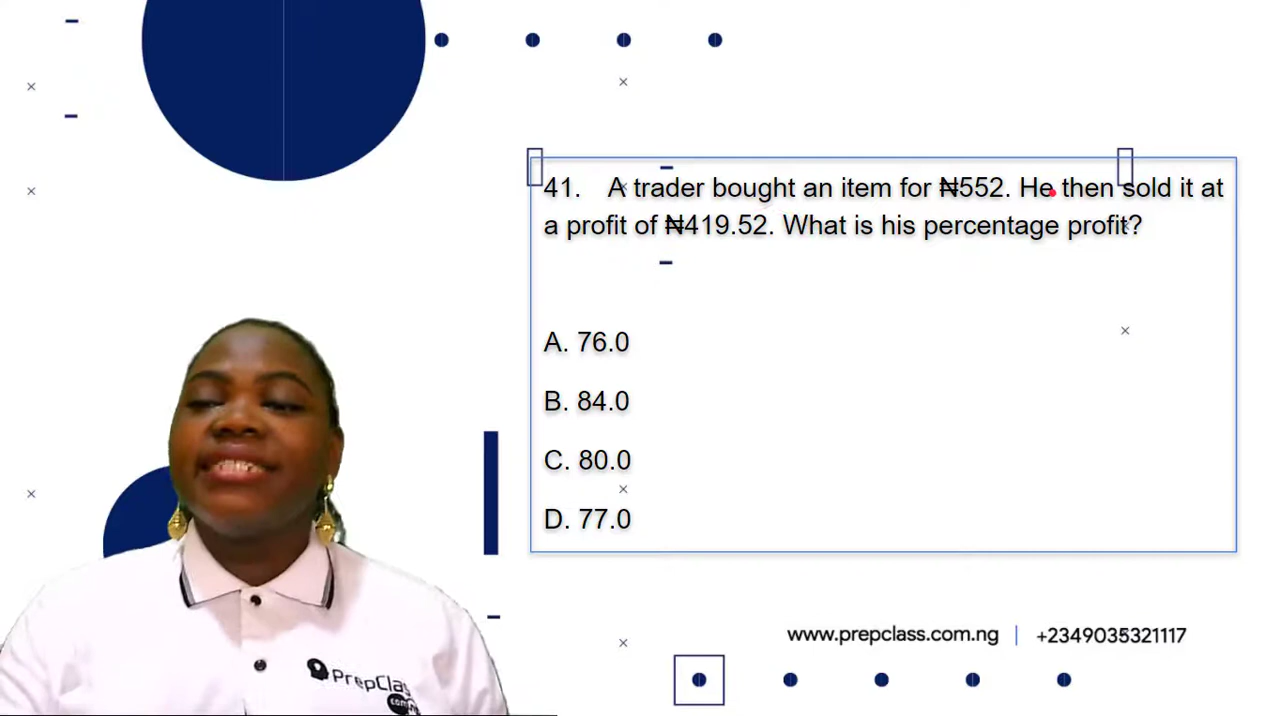 41. A trader bought an item for ₦552. He then sold it at
a profit of ₦419.52. What is his percentage profit?
A. 76.0
B. 84.0
C. 80.0
D. 77.0
www.prepclass.com.ng | +2349035321117
PrepClass